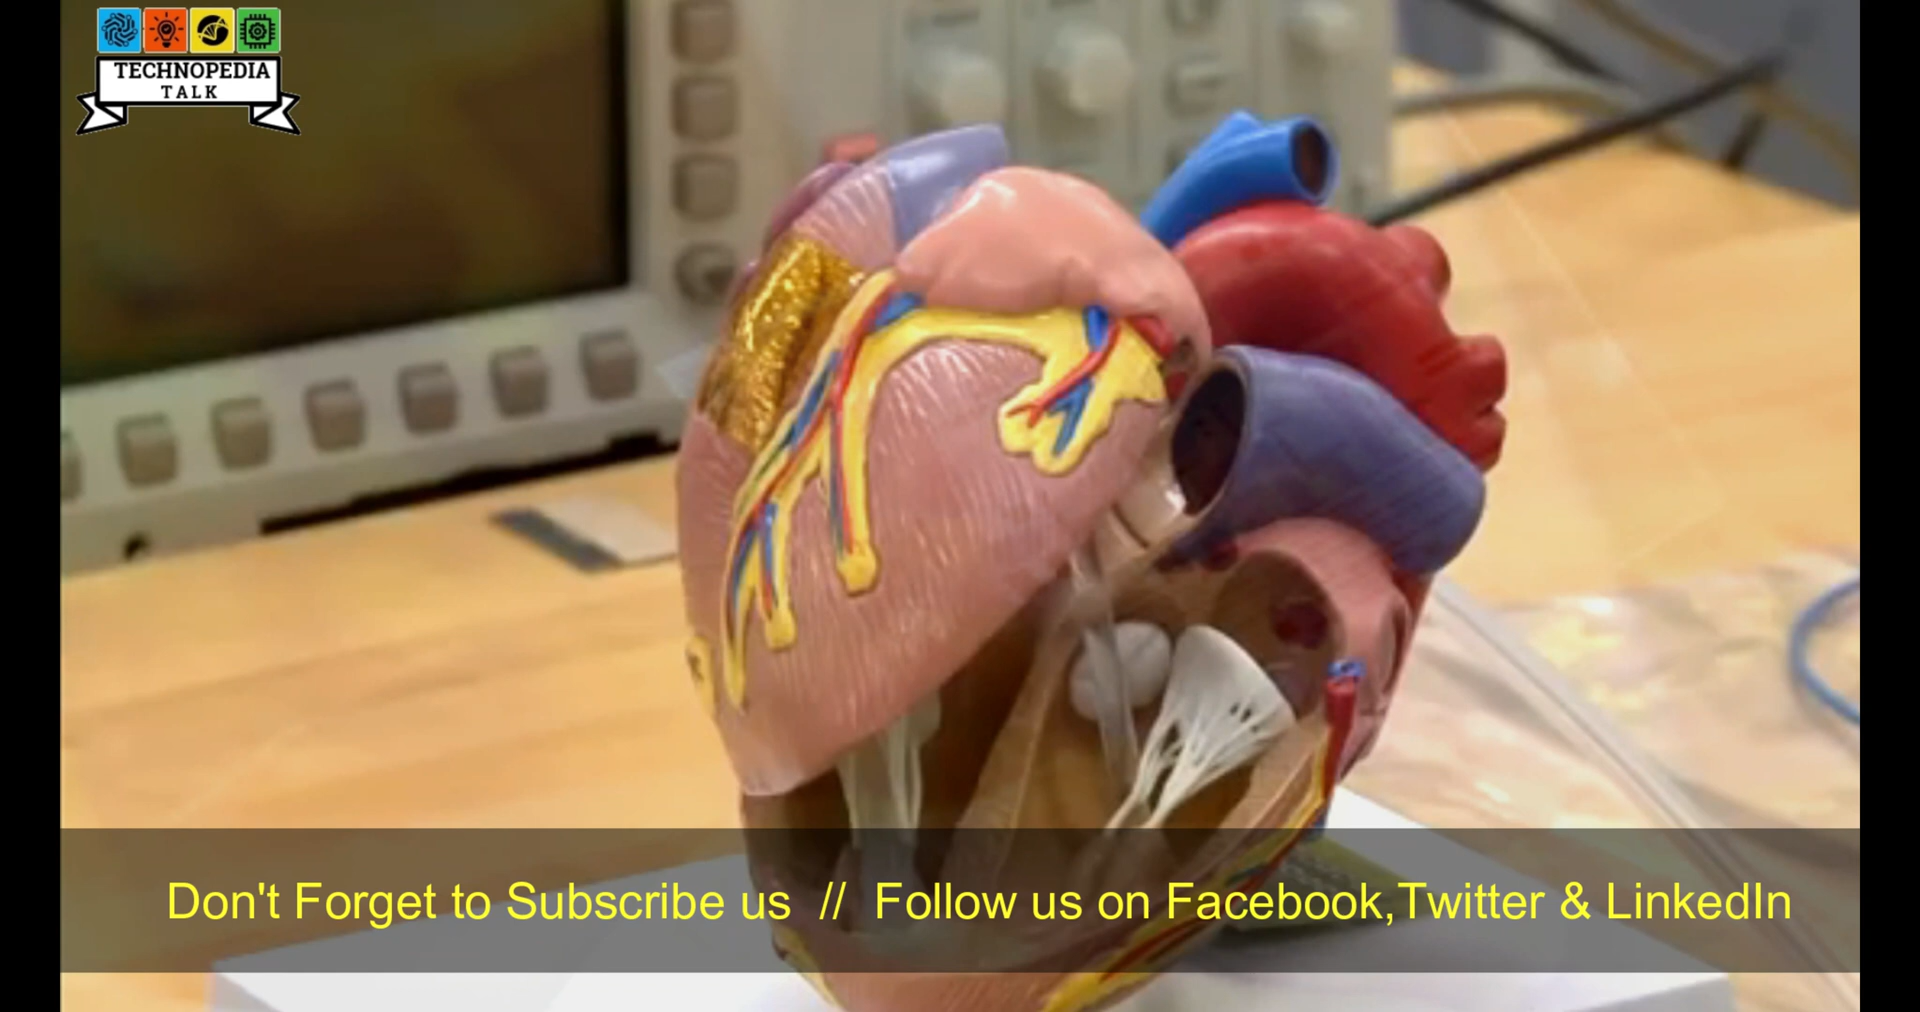 TECHNOPEDIA
TALK
Don't Forget to Subscribe us // Follow us on Facebook,Twitter & LinkedIn